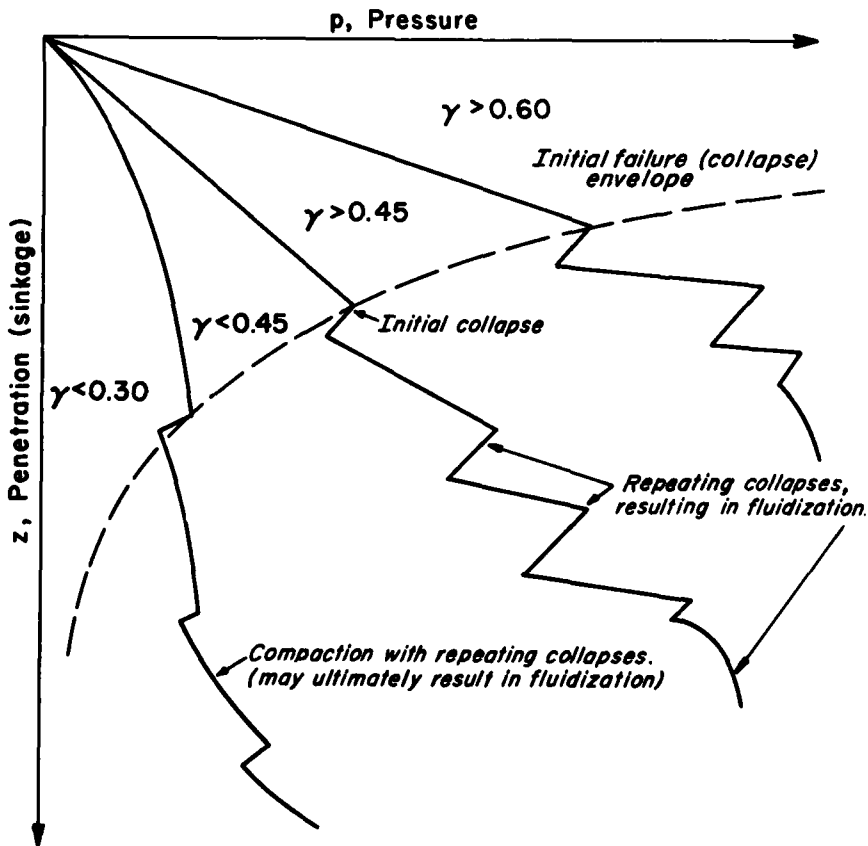 p, Pressure
γ > 0.60
Initial failure (collapse)
envelope
γ > 0.45
z, Penetration (sinkage)
γ < 0.45
Initial collapse
γ < 0.30
Repeating collapses,
resulting in fluidization.
Compaction with repeating collapses.
(may ultimately result in fluidization)